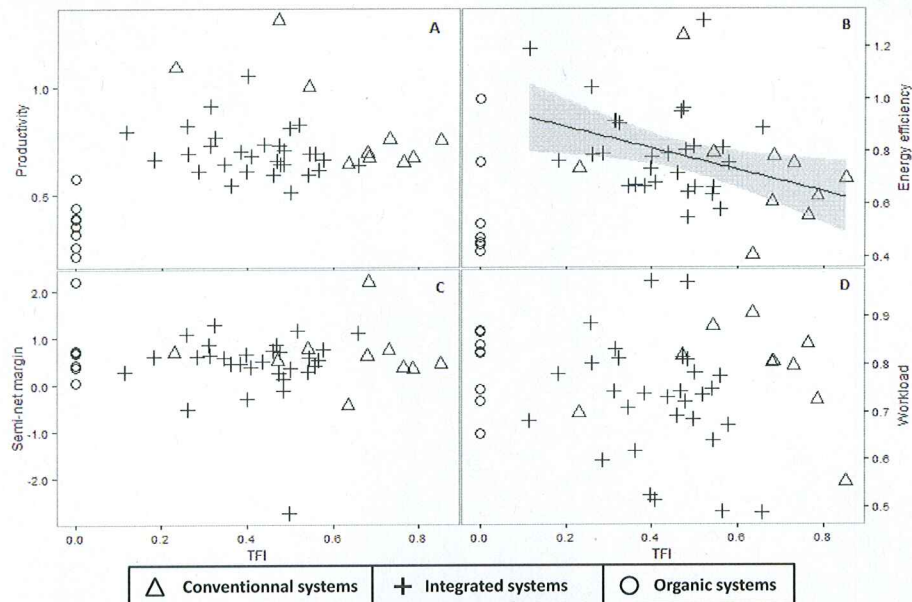 A
B
Productivity
1.0
0.5
1.2
1.0
0.8
0.6
0.4
Energy efficiency
C
D
Semi-net margin
2.0
1.0
0.0
-1.0
-2.0
0.9
0.8
0.7
0.6
0.5
Workload
0.0 0.2 0.4 0.6 0.8
0.0 0.2 0.4 0.6 0.8
TFI
TFI
Conventionnal systems Integrated systems Organic systems